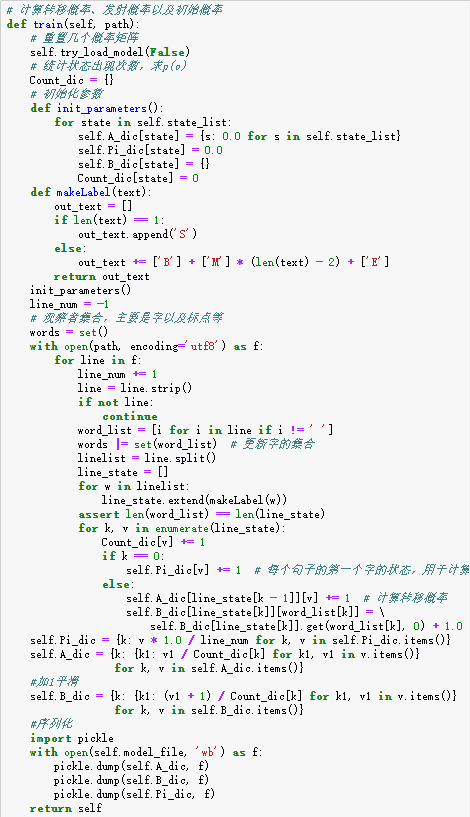 # 计算转移概率、发射概率以及初始概率
def train(self, path):
    # 重置几个概率矩阵
    self.try_load_model(False)
    # 统计状态出现次数，求p(o)
    Count_dic = {}
    # 初始化参数
    def init_parameters():
        for state in self.state_list:
            self.A_dic[state] = {s: 0.0 for s in self.state_list}
            self.Pi_dic[state] = 0.0
            self.B_dic[state] = {}
            Count_dic[state] = 0
    def makeLabel(text):
        out_text = []
        if len(text) == 1:
            out_text.append('S')
        else:
            out_text += ['B'] + ['M'] * (len(text) - 2) + ['E']
        return out_text
    init_parameters()
    line_num = -1
    # 观察者集合，主要是字以及标点等
    words = set()
    with open(path, encoding='utf8') as f:
        for line in f:
            line_num += 1
            line = line.strip()
            if not line:
                continue
            word_list = [i for i in line if i != ' ']
            words |= set(word_list)  # 更新字的集合
            linelist = line.split()
            line_state = []
            for w in linelist:
                line_state.extend(makeLabel(w))
            assert len(word_list) == len(line_state)
            for k, v in enumerate(line_state):
                Count_dic[v] += 1
                if k == 0:
                    self.Pi_dic[v] += 1  # 每个句子的第一个字的状态，用于计算
                else:
                    self.A_dic[line_state[k - 1]][v] += 1  # 计算转移概率
                    self.B_dic[line_state[k]][word_list[k]] = \
                        self.B_dic[line_state[k]].get(word_list[k], 0) + 1.0
    self.Pi_dic = {k: v * 1.0 / line_num for k, v in self.Pi_dic.items()}
    self.A_dic = {k: {k1: v1 / Count_dic[k] for k1, v1 in v.items()}
                  for k, v in self.A_dic.items()}
    #加1平滑
    self.B_dic = {k: {k1: (v1 + 1) / Count_dic[k] for k1, v1 in v.items()}
                  for k, v in self.B_dic.items()}
    #序列化
    import pickle
    with open(self.model_file, 'wb') as f:
        pickle.dump(self.A_dic, f)
        pickle.dump(self.B_dic, f)
        pickle.dump(self.Pi_dic, f)
    return self